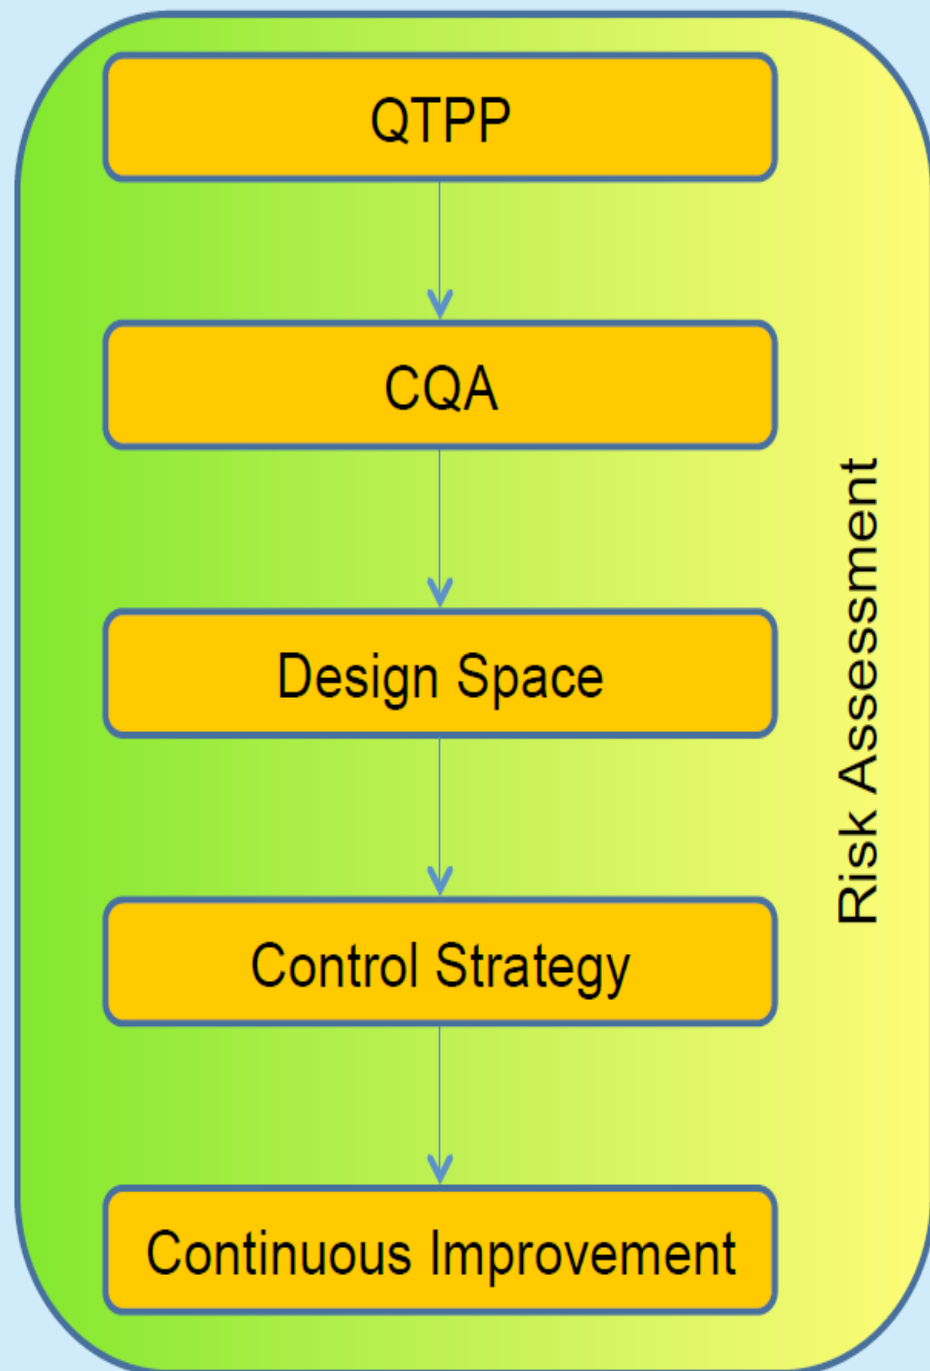 QTPP
CQA
Design Space
Control Strategy
Continuous Improvement
Risk Assessment